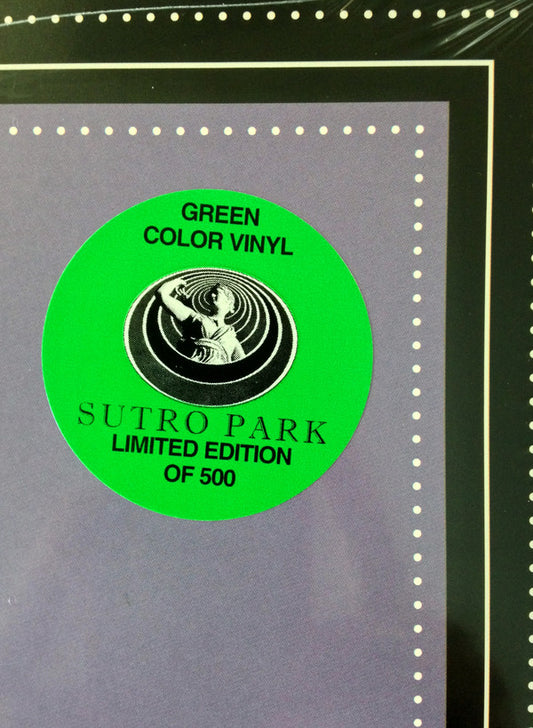 GREEN
COLOR VINYL
SUTRO PARK
LIMITED EDITION
OF 500